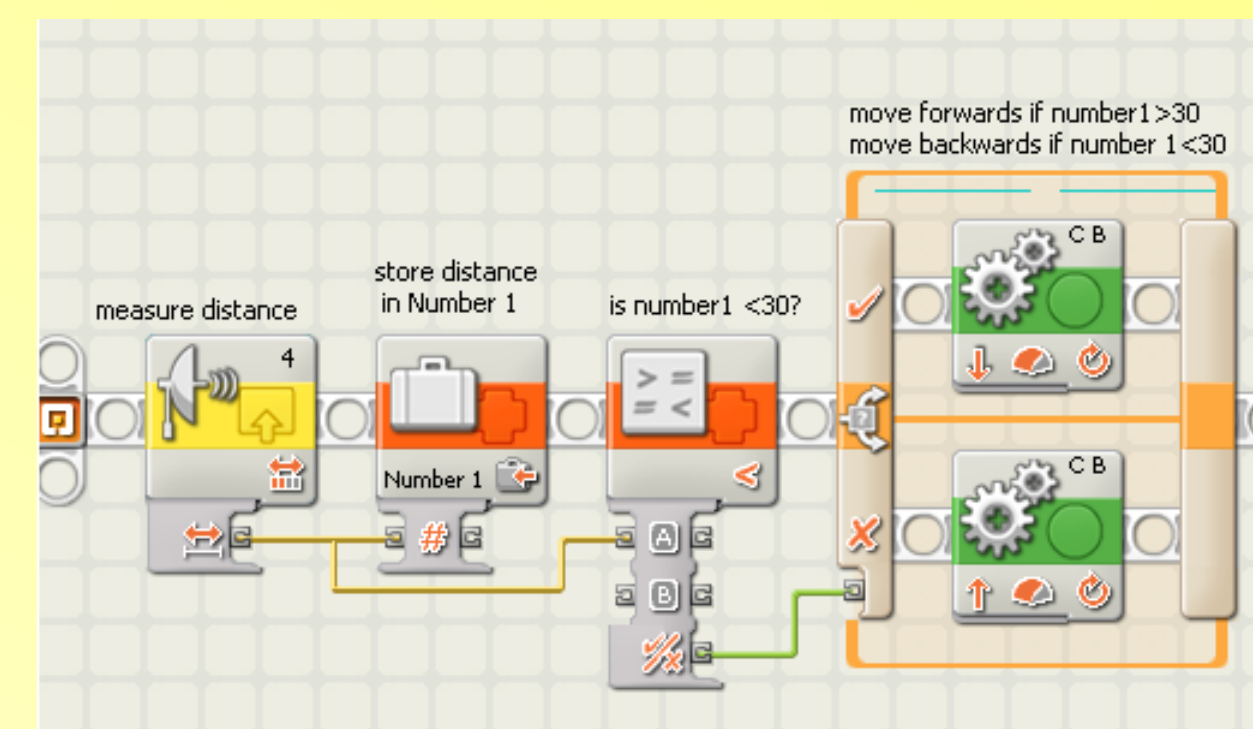 move forwards if number1>30
move backwards if number 1<30
C B
store distance
in Number 1
measure distance
is number1 <30?
4
> =
= <
Number 1
<
#
A
B
?
C B